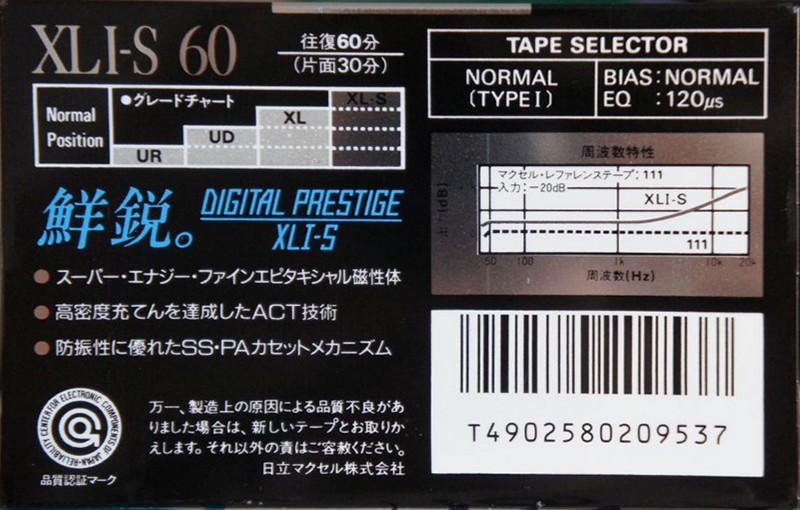 XLI-S 60
往復60分
(片面30分)
Normal
Position
●グレードチャート
UR
UD
XL
XL-S
鮮鋭。
DIGITAL PRESTIGE
XLI-S
● スーパー・エナジー・ファインエピタキシャル磁性体
● 高密度充てんを達成したACT技術
● 防振性に優れたSS・PAカセットメカニズム
RELIABILITY CENTER FOR ELECTRONIC COMPONENTS OF JAPAN
品質認証マーク
万一、製造上の原因による品質不良があ
りました場合は、新しいテープとお取りか
えします。それ以外の責はご容赦ください。
日立マクセル株式会社
TAPE SELECTOR
NORMAL
(TYPE I)
BIAS : NORMAL
EQ : 120μs
周波数特性
マクセル・レファレンステープ: 111
入力: －20dB
XLI-S
111
出力(dB)
50 100 1k 10k 20k
周波数(Hz)
T4902580209537